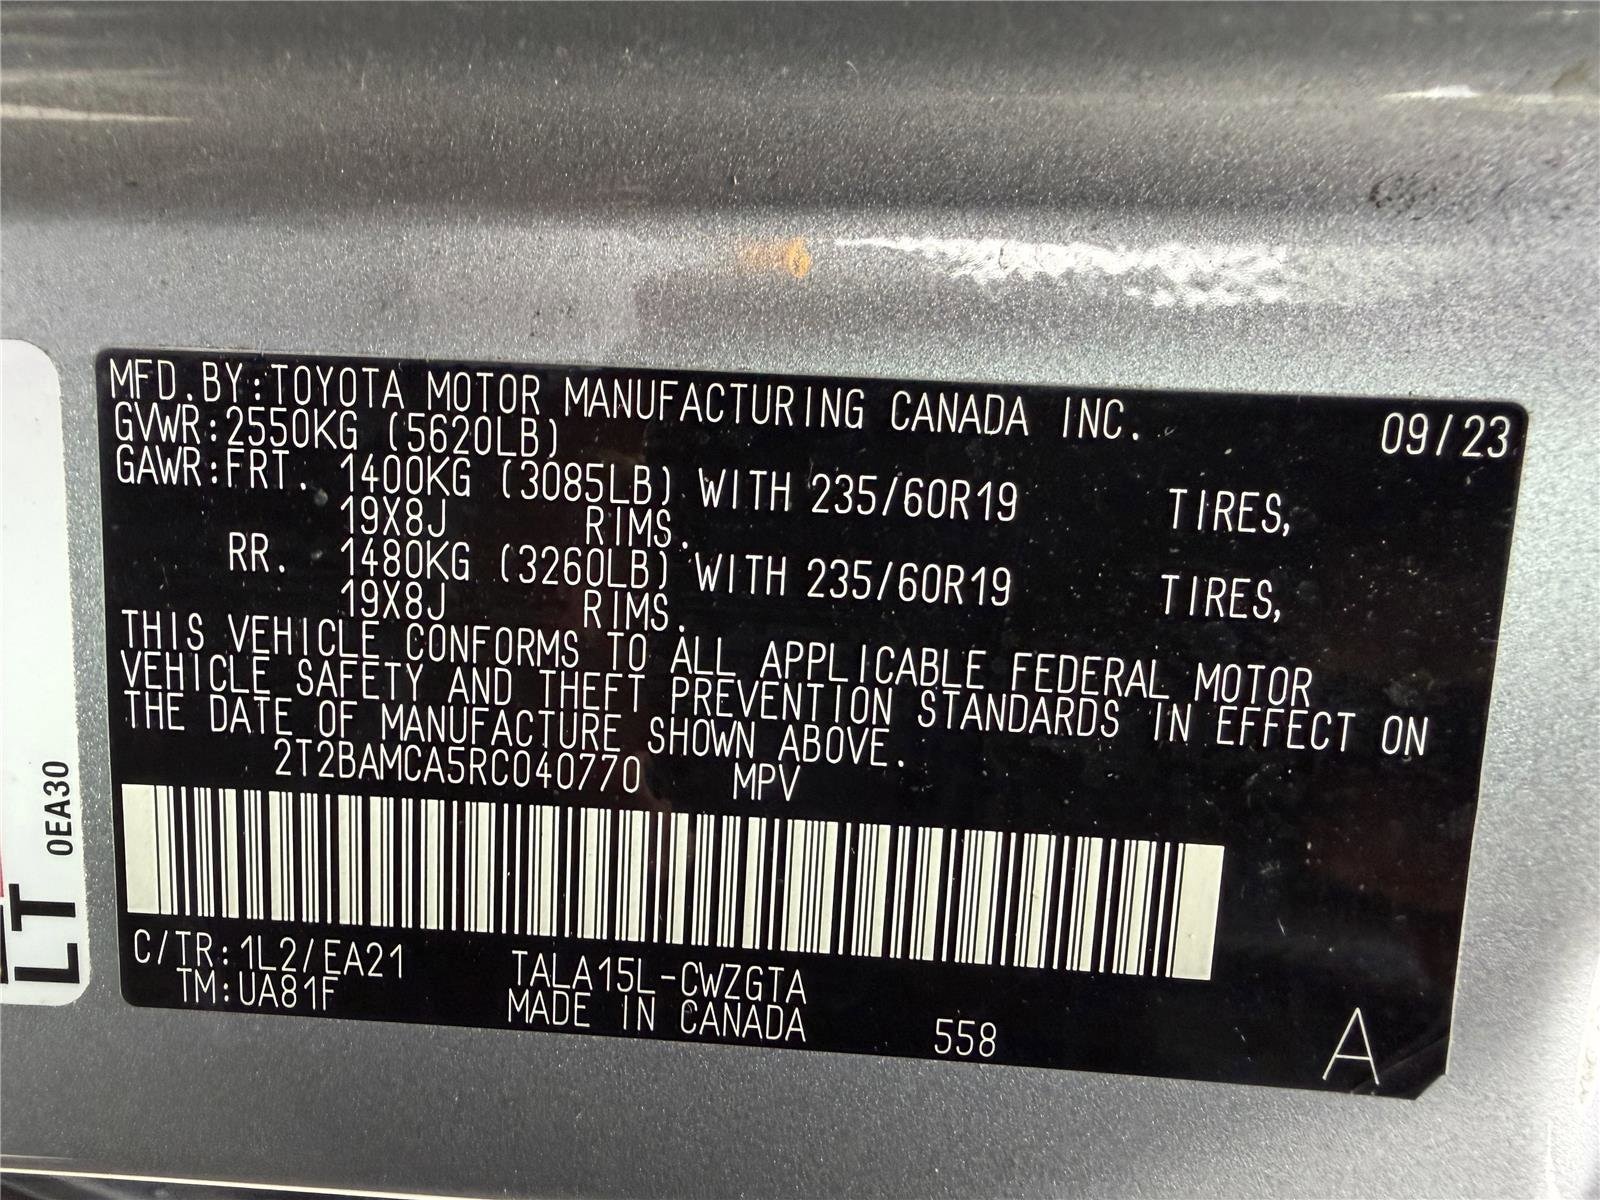 MFD.BY:TOYOTA MOTOR MANUFACTURING CANADA INC. 09/23
GVWR:2550KG (5620LB)
GAWR:FRT. 1400KG (3085LB) WITH 235/60R19 TIRES,
19X8J RIMS.
RR. 1480KG (3260LB) WITH 235/60R19 TIRES,
19X8J RIMS.
THIS VEHICLE CONFORMS TO ALL APPLICABLE FEDERAL MOTOR
VEHICLE SAFETY AND THEFT PREVENTION STANDARDS IN EFFECT ON
THE DATE OF MANUFACTURE SHOWN ABOVE.
2T2BAMCA5RC040770 MPV
C/TR:1L2/EA21 TALA15L-CWZGTA
TM:UA81F MADE IN CANADA 558 A
LT 0EA30